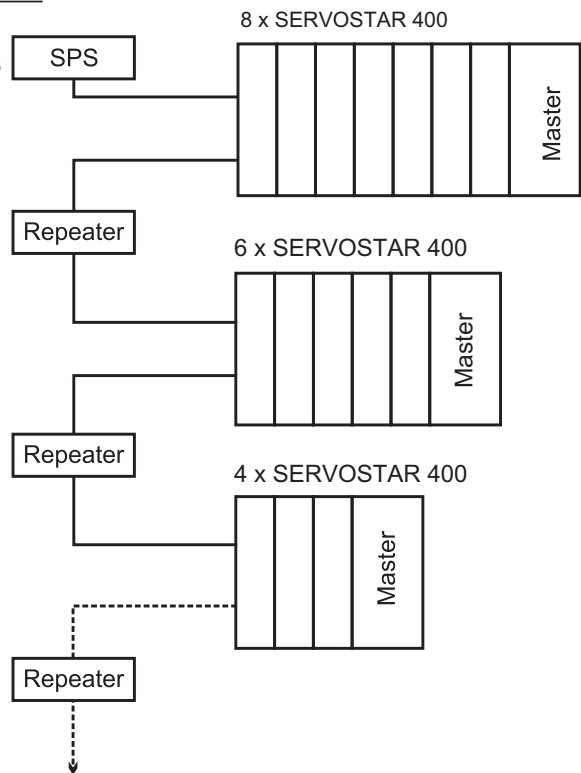 8 x SERVOSTAR 400
SPS
Master
Repeater
6 x SERVOSTAR 400
Master
Repeater
4 x SERVOSTAR 400
Master
Repeater